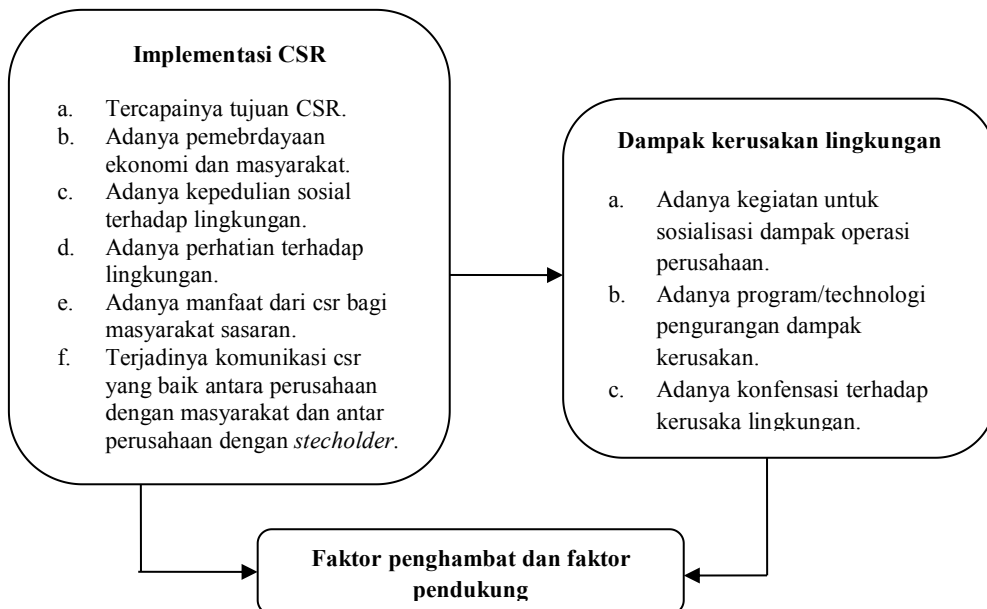 Implementasi CSR
a. Tercapainya tujuan CSR.
b. Adanya pemebrdayaan
ekonomi dan masyarakat.
c. Adanya kepedulian sosial
terhadap lingkungan.
d. Adanya perhatian terhadap
lingkungan.
e. Adanya manfaat dari csr bagi
masyarakat sasaran.
f. Terjadinya komunikasi csr
yang baik antara perusahaan
dengan masyarakat dan antar
perusahaan dengan stecholder.
Dampak kerusakan lingkungan
a. Adanya kegiatan untuk
sosialisasi dampak operasi
perusahaan.
b. Adanya program/technologi
pengurangan dampak
kerusakan.
c. Adanya konfensasi terhadap
kerusaka lingkungan.
Faktor penghambat dan faktor
pendukung